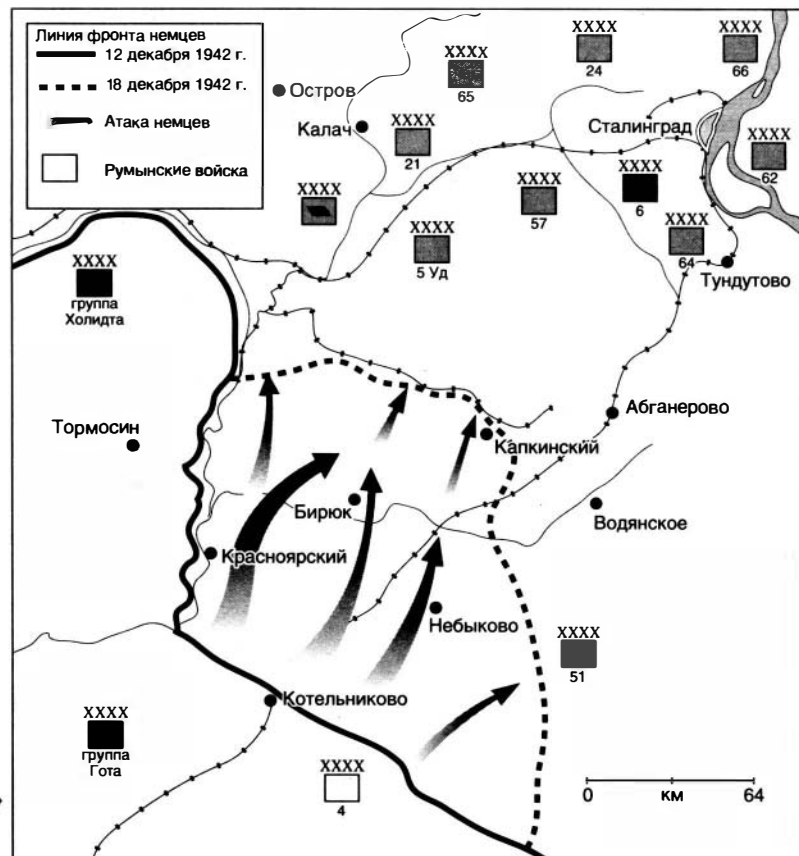 Линия фронта немцев
12 декабря 1942 г.
18 декабря 1942 г.
Атака немцев
Румынские войска
XXXX
65
XXXX
24
XXXX
66
Остров
Калач
XXXX
21
Сталинград
XXXX
62
XXXX
XXXX
57
XXXX
6
XXXX
5 Уд
XXXX
64
Тундутово
XXXX
группа
Холидта
Тормосин
Абганерово
Капкинский
Бирюк
Водянское
Красноярский
Небыково
XXXX
51
Котельниково
XXXX
группа
Гота
XXXX
4
0 км 64